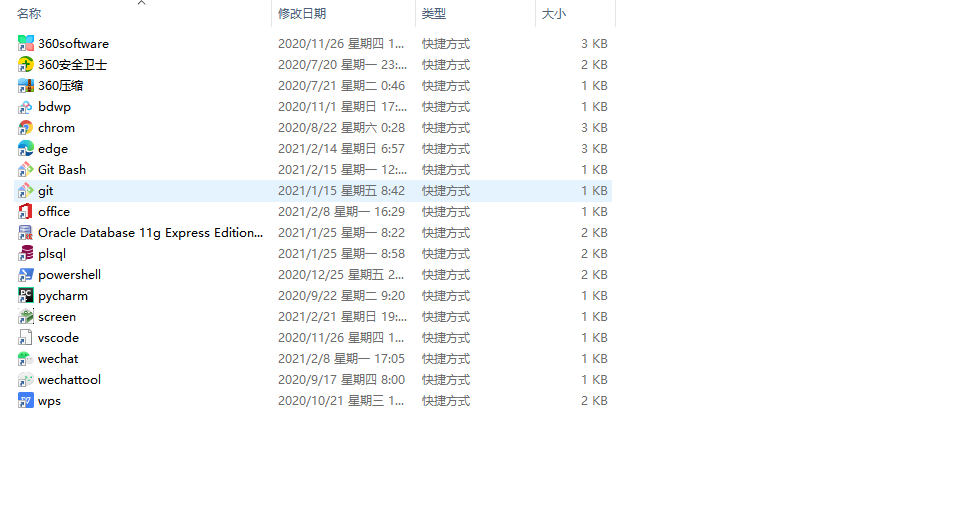 名称 修改日期 类型 大小
360software 2020/11/26 星期四 1... 快捷方式 3 KB
360安全卫士 2020/7/20 星期一 23:... 快捷方式 2 KB
360压缩 2020/7/21 星期二 0:46 快捷方式 1 KB
bdwp 2020/11/1 星期日 17:... 快捷方式 1 KB
chrom 2020/8/22 星期六 0:28 快捷方式 3 KB
edge 2021/2/14 星期日 6:57 快捷方式 3 KB
Git Bash 2021/2/15 星期一 12:... 快捷方式 1 KB
git 2021/1/15 星期五 8:42 快捷方式 1 KB
office 2021/2/8 星期一 16:29 快捷方式 1 KB
Oracle Database 11g Express Edition... 2021/1/25 星期一 8:22 快捷方式 2 KB
plsql 2021/1/25 星期一 8:58 快捷方式 2 KB
powershell 2020/12/25 星期五 2... 快捷方式 2 KB
pycharm 2020/9/22 星期二 9:20 快捷方式 1 KB
screen 2021/2/21 星期日 19:... 快捷方式 1 KB
vscode 2020/11/26 星期四 1... 快捷方式 1 KB
wechat 2021/2/8 星期一 17:05 快捷方式 1 KB
wechattool 2020/9/17 星期四 8:00 快捷方式 1 KB
wps 2020/10/21 星期三 1... 快捷方式 2 KB